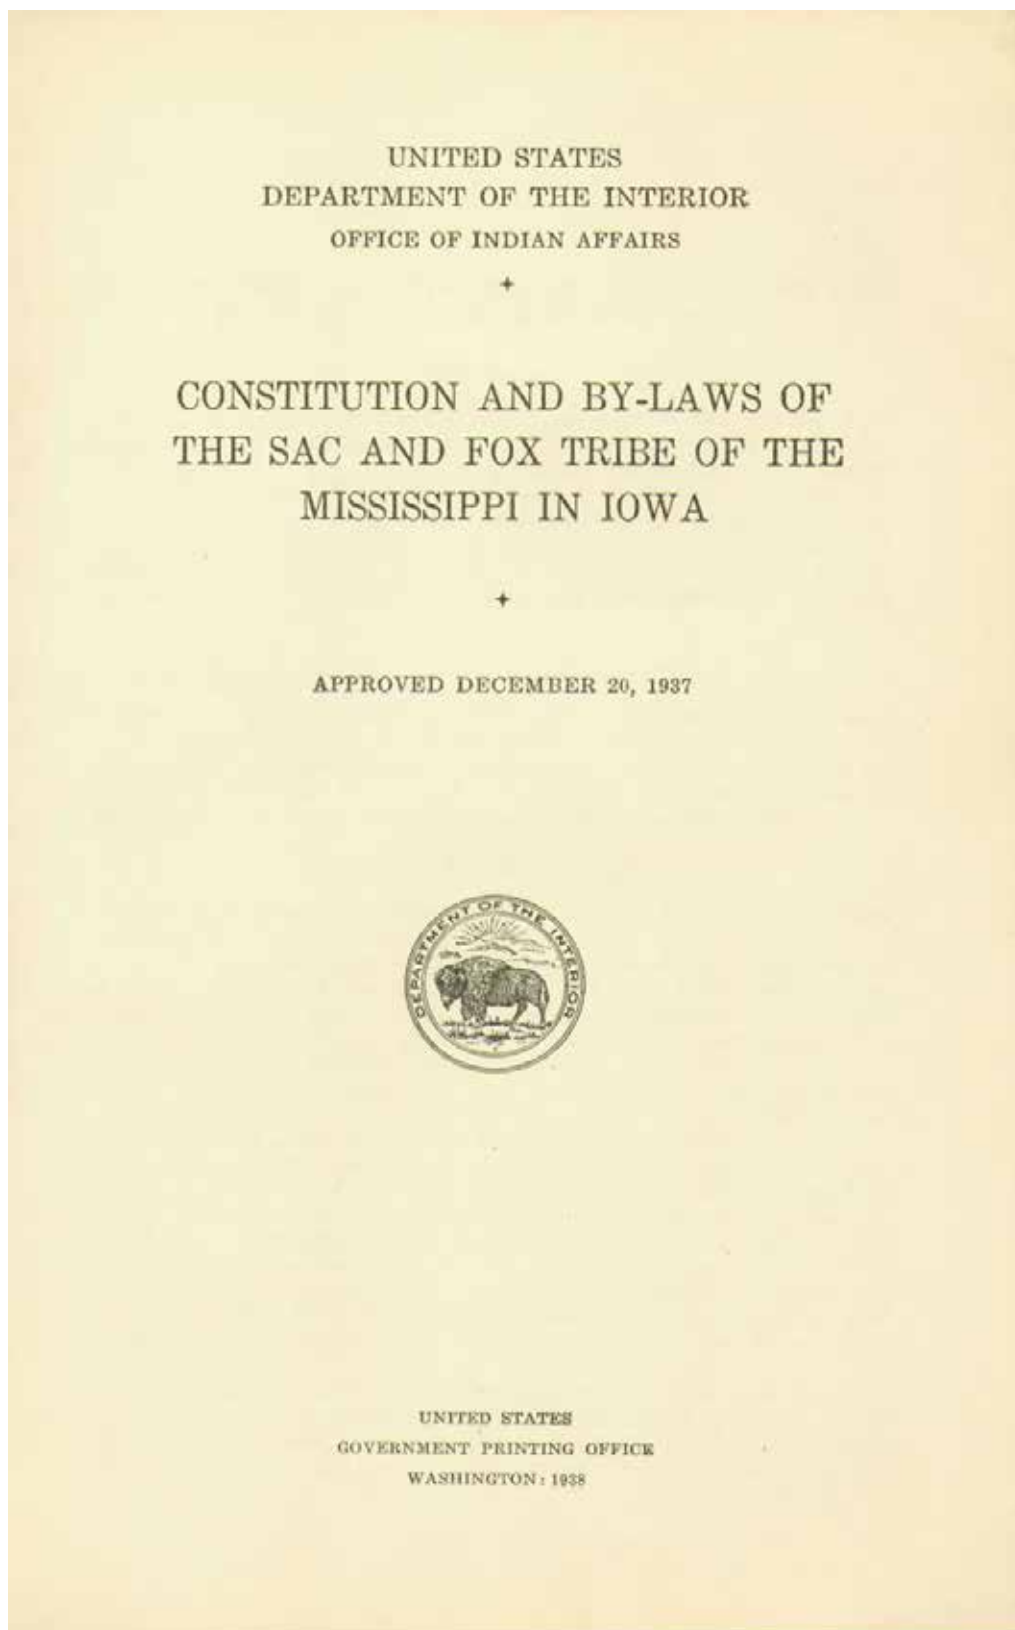 UNITED STATES
DEPARTMENT OF THE INTERIOR
OFFICE OF INDIAN AFFAIRS
CONSTITUTION AND BY-LAWS OF
THE SAC AND FOX TRIBE OF THE
MISSISSIPPI IN IOWA
APPROVED DECEMBER 20, 1937
DEPARTMENT OF THE INTERIOR
UNITED STATES
GOVERNMENT PRINTING OFFICE
WASHINGTON: 1938